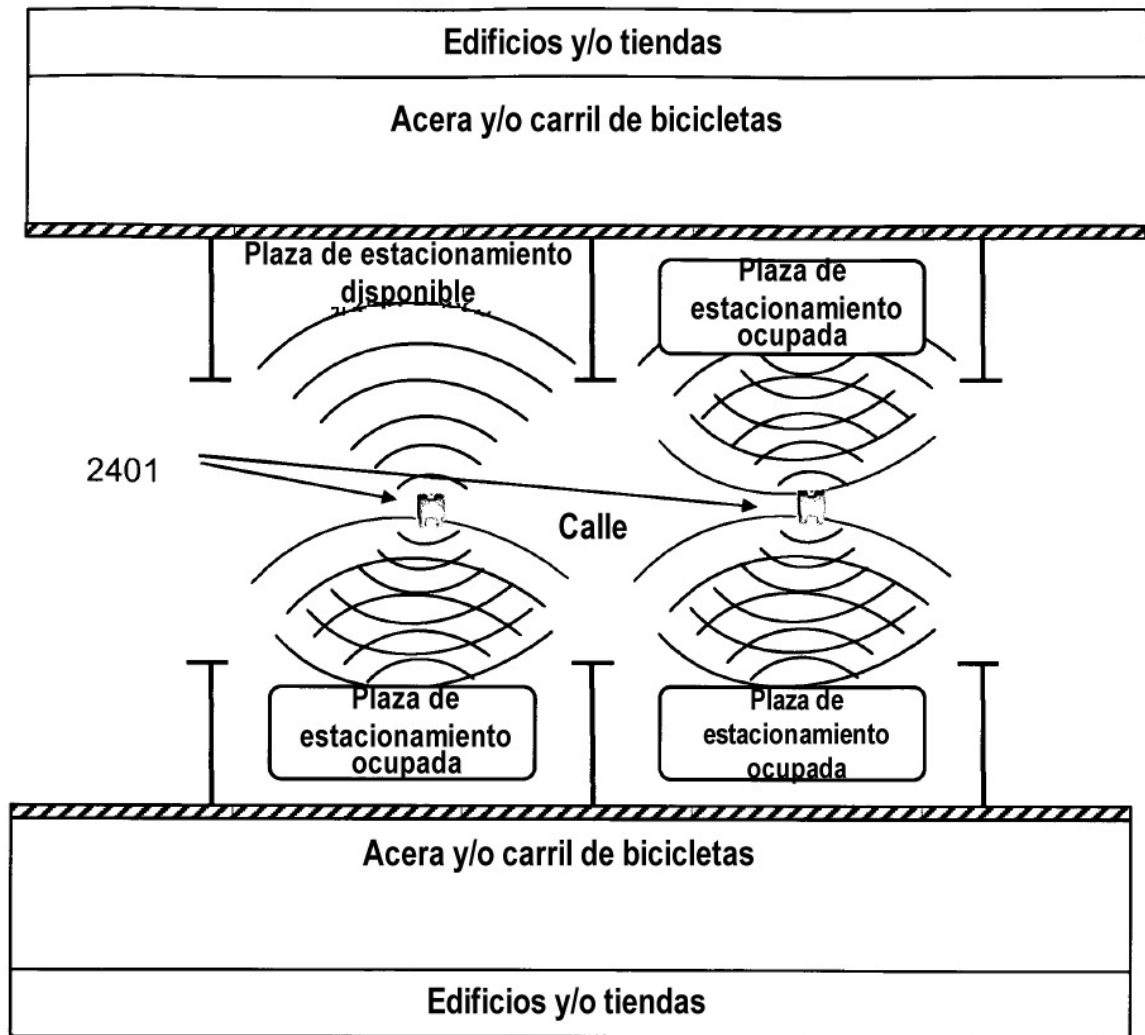 Edificios y/o tiendas
Acera y/o carril de bicicletas
Plaza de estacionamiento
disponible
Plaza de
estacionamiento
ocupada
2401
Calle
Plaza de
estacionamiento
ocupada
Plaza de
estacionamiento
ocupada
Acera y/o carril de bicicletas
Edificios y/o tiendas